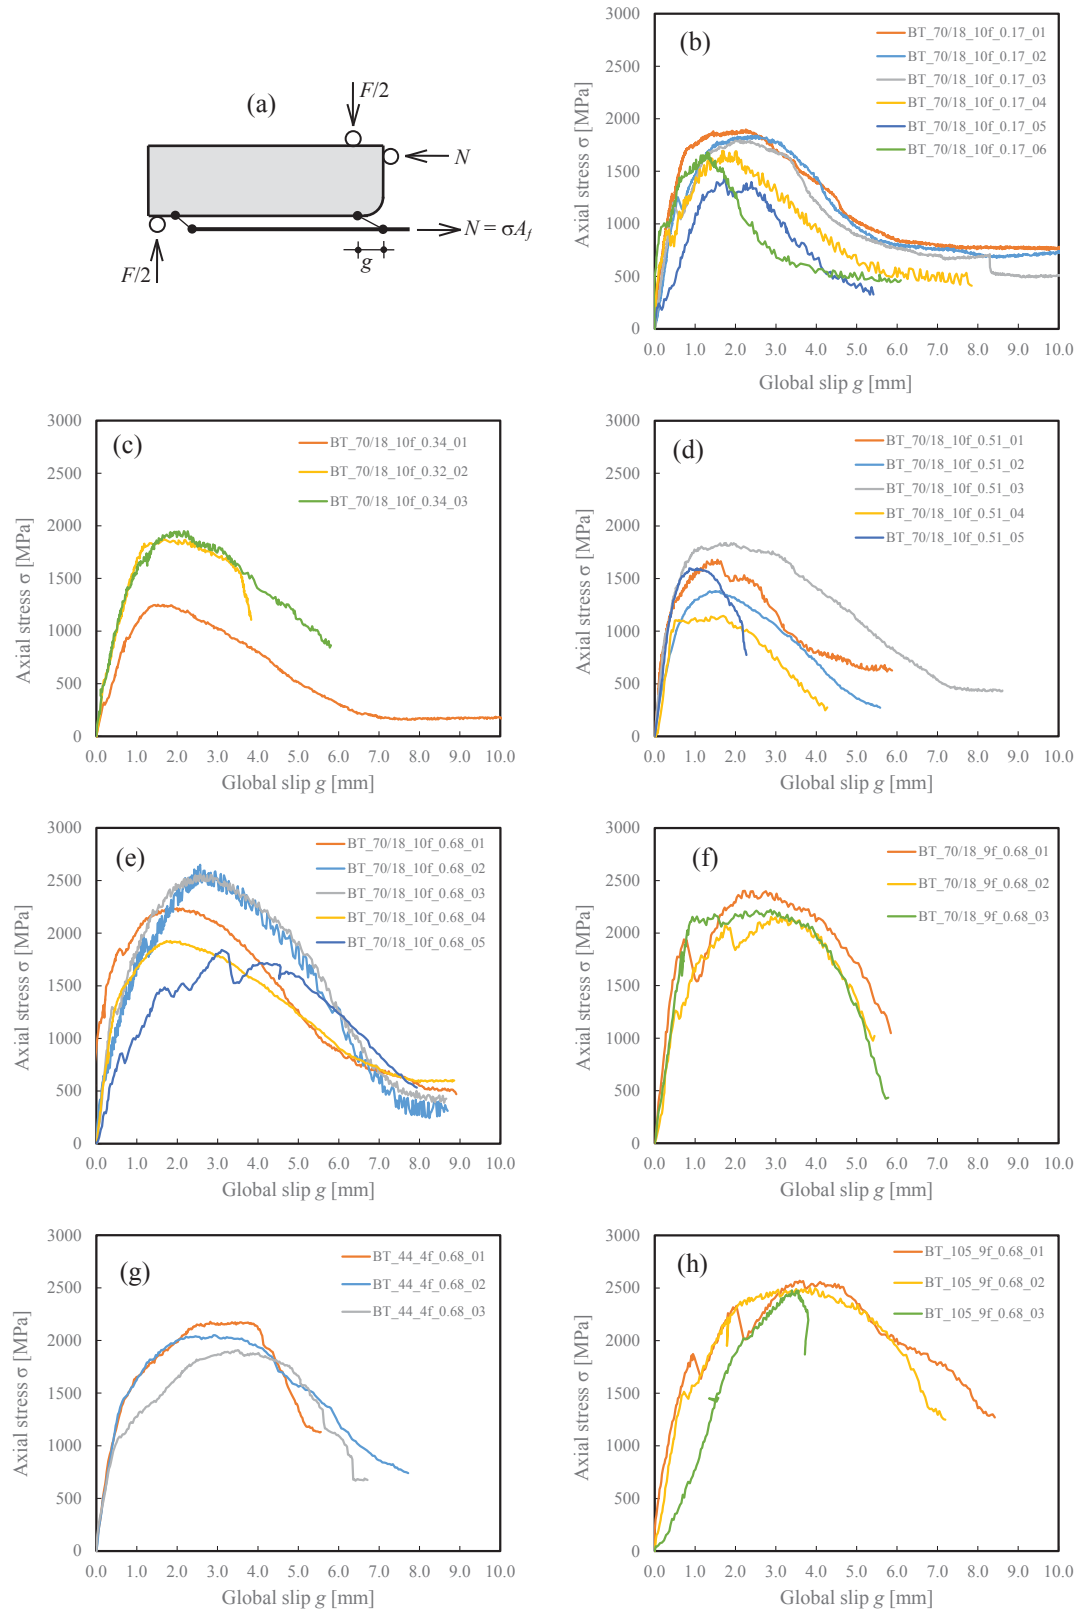 (a)
F/2
N
N = σA_f
F/2
g
(b)
BT_70/18_10f_0.17_01
BT_70/18_10f_0.17_02
BT_70/18_10f_0.17_03
BT_70/18_10f_0.17_04
BT_70/18_10f_0.17_05
BT_70/18_10f_0.17_06
Axial stress σ [MPa]
3000
2500
2000
1500
1000
500
0
0.0 1.0 2.0 3.0 4.0 5.0 6.0 7.0 8.0 9.0 10.0
Global slip g [mm]
(c)
BT_70/18_10f_0.34_01
BT_70/18_10f_0.32_02
BT_70/18_10f_0.34_03
Axial stress σ [MPa]
3000
2500
2000
1500
1000
500
0
0.0 1.0 2.0 3.0 4.0 5.0 6.0 7.0 8.0 9.0 10.0
Global slip g [mm]
(d)
BT_70/18_10f_0.51_01
BT_70/18_10f_0.51_02
BT_70/18_10f_0.51_03
BT_70/18_10f_0.51_04
BT_70/18_10f_0.51_05
Axial stress σ [MPa]
3000
2500
2000
1500
1000
500
0
0.0 1.0 2.0 3.0 4.0 5.0 6.0 7.0 8.0 9.0 10.0
Global slip g [mm]
(e)
BT_70/18_10f_0.68_01
BT_70/18_10f_0.68_02
BT_70/18_10f_0.68_03
BT_70/18_10f_0.68_04
BT_70/18_10f_0.68_05
Axial stress σ [MPa]
3000
2500
2000
1500
1000
500
0
0.0 1.0 2.0 3.0 4.0 5.0 6.0 7.0 8.0 9.0 10.0
Global slip g [mm]
(f)
BT_70/18_9f_0.68_01
BT_70/18_9f_0.68_02
BT_70/18_9f_0.68_03
Axial stress σ [MPa]
3000
2500
2000
1500
1000
500
0
0.0 1.0 2.0 3.0 4.0 5.0 6.0 7.0 8.0 9.0 10.0
Global slip g [mm]
(g)
BT_44_4f_0.68_01
BT_44_4f_0.68_02
BT_44_4f_0.68_03
Axial stress σ [MPa]
3000
2500
2000
1500
1000
500
0
0.0 1.0 2.0 3.0 4.0 5.0 6.0 7.0 8.0 9.0 10.0
Global slip g [mm]
(h)
BT_105_9f_0.68_01
BT_105_9f_0.68_02
BT_105_9f_0.68_03
Axial stress σ [MPa]
3000
2500
2000
1500
1000
500
0
0.0 1.0 2.0 3.0 4.0 5.0 6.0 7.0 8.0 9.0 10.0
Global slip g [mm]